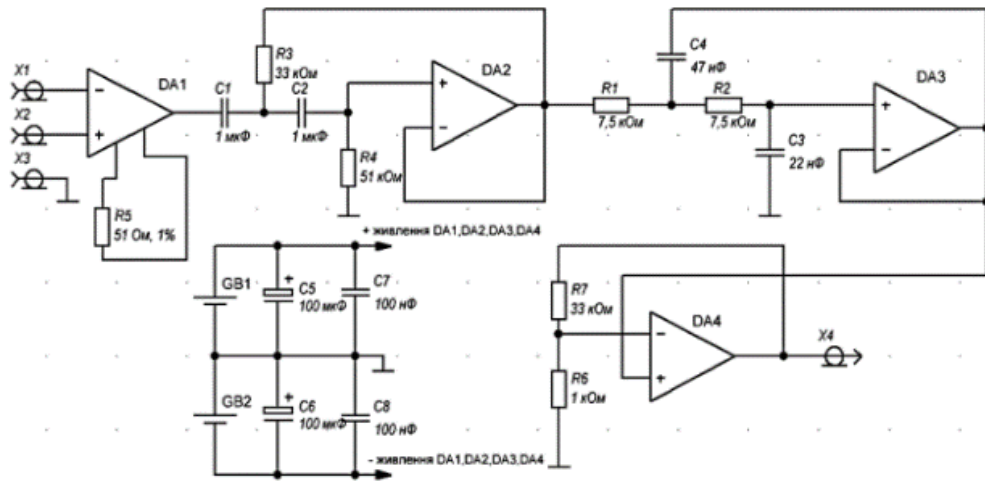 X1
X2
X3
DA1
R5
51 Ом, 1%
C1
1 мкФ
R3
33 кОм
C2
1 мкФ
R4
51 кОм
DA2
R1
7,5 кОм
C4
47 нФ
R2
7,5 кОм
C3
22 нФ
DA3
+ живлення DA1,DA2,DA3,DA4
GB1
C5
100 мкФ
C7
100 нФ
GB2
C6
100 мкФ
C8
100 нФ
- живлення DA1,DA2,DA3,DA4
R7
33 кОм
R6
1 кОм
DA4
X4